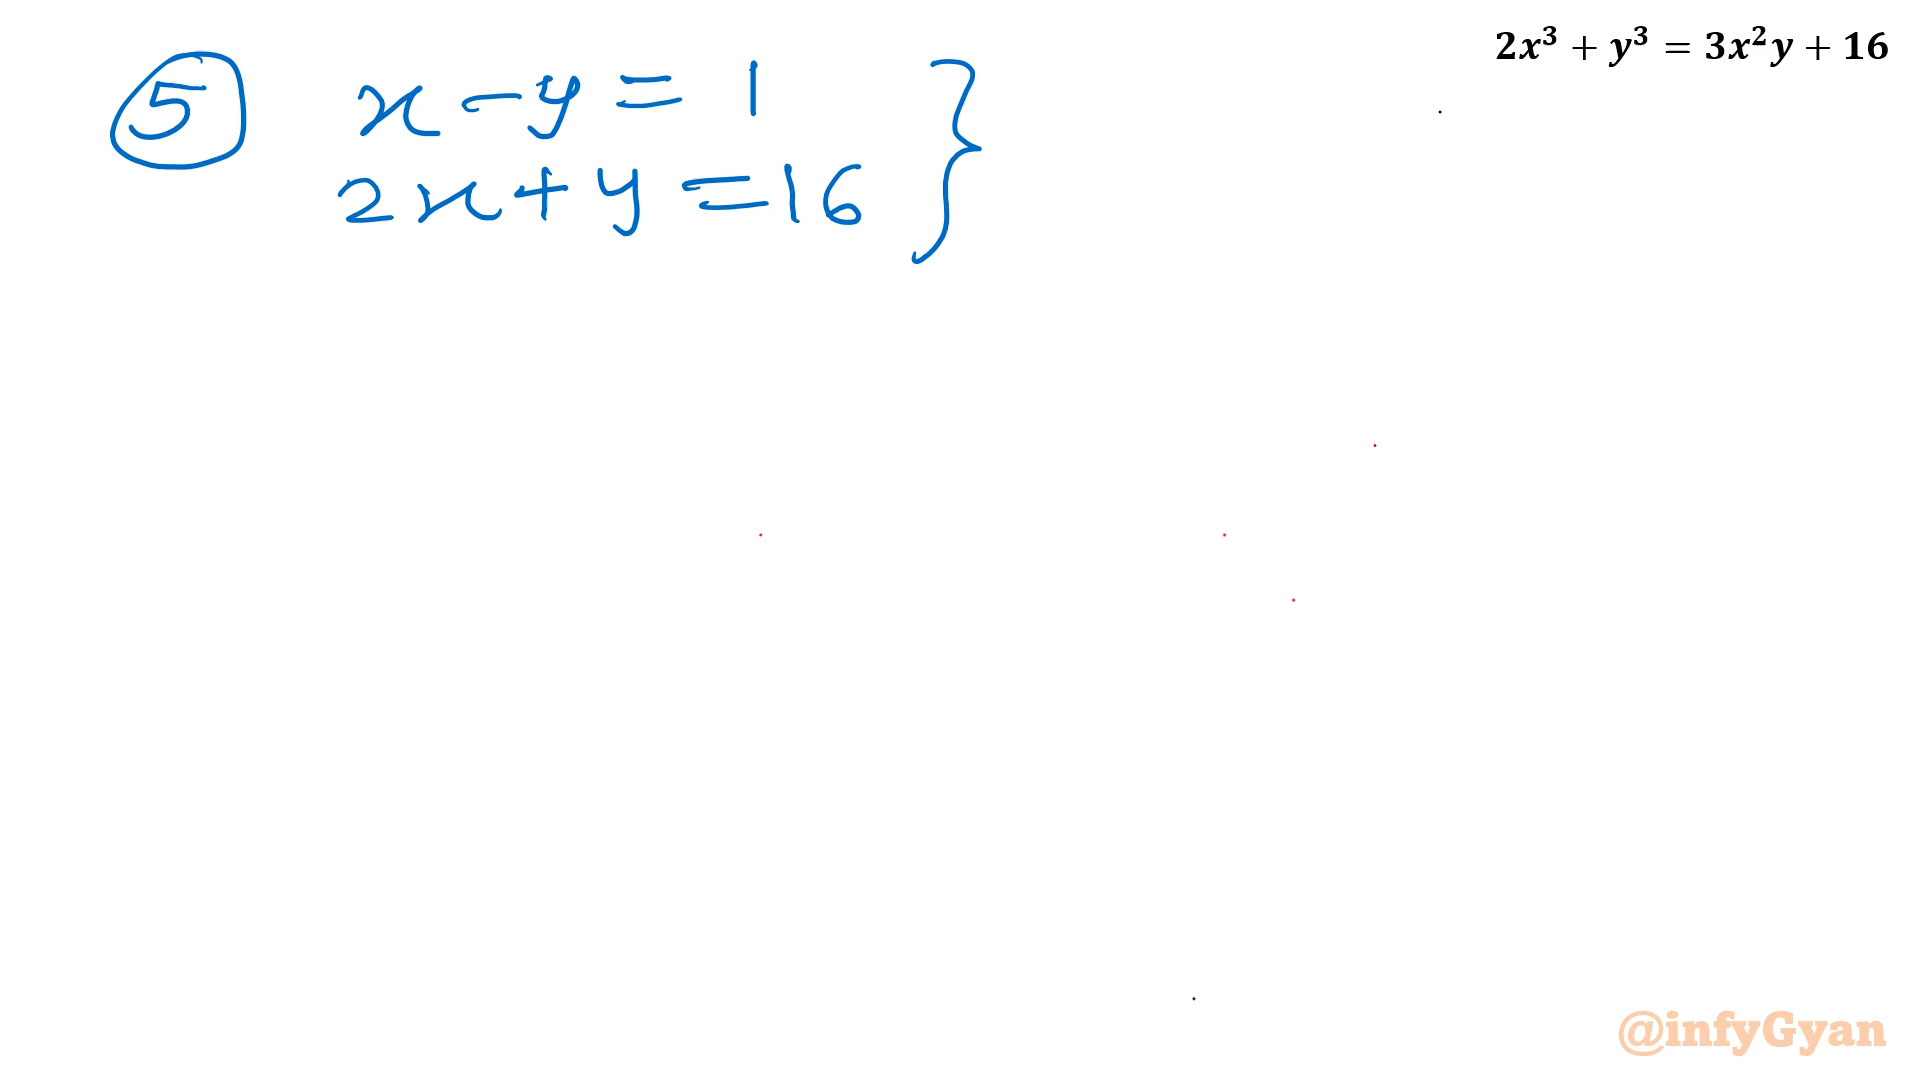 2x³ + y³ = 3x²y + 16
⑤ x - y = 1
2x + y = 16
@infyGyan